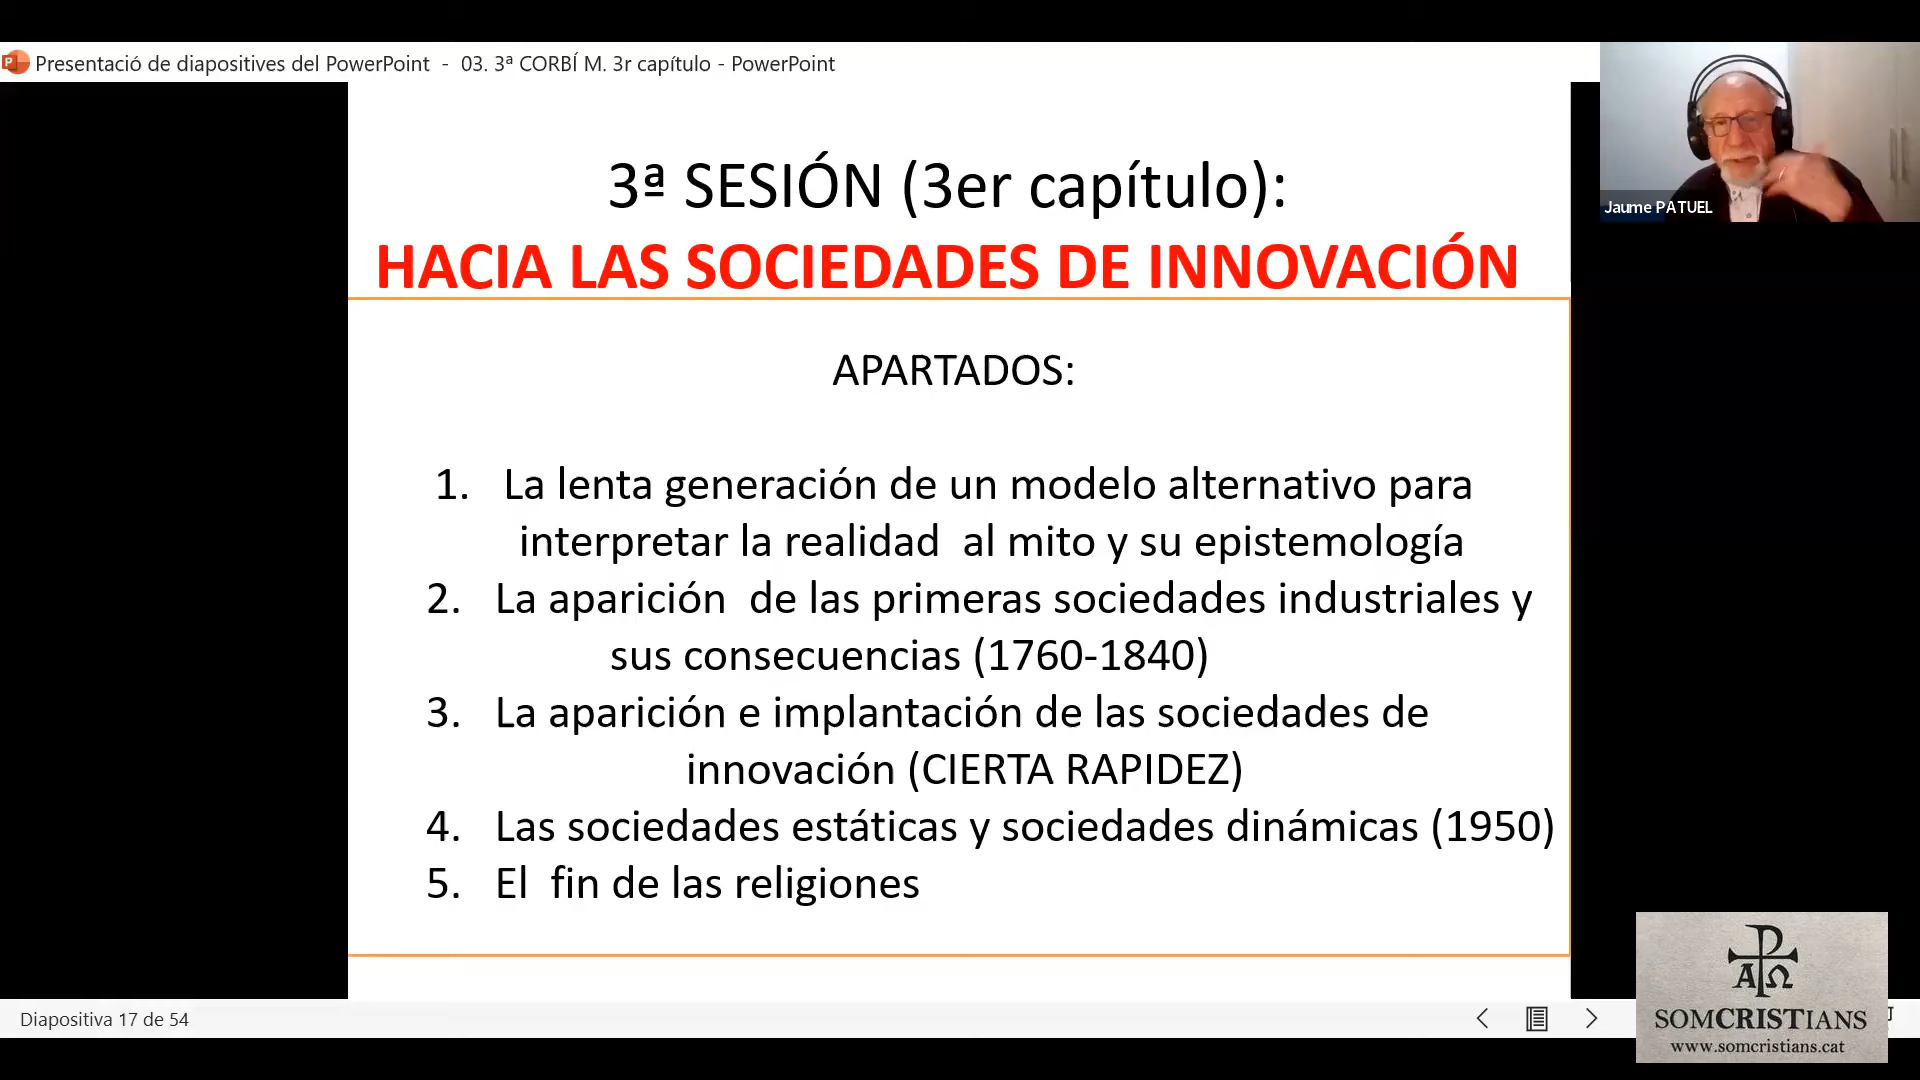 Presentació de diapositives del PowerPoint - 03. 3ª CORBÍ M. 3r capítulo - PowerPoint
Jaume PATUEL
3ª SESIÓN (3er capítulo):
HACIA LAS SOCIEDADES DE INNOVACIÓN
APARTADOS:
1. La lenta generación de un modelo alternativo para
interpretar la realidad al mito y su epistemología
2. La aparición de las primeras sociedades industriales y
sus consecuencias (1760-1840)
3. La aparición e implantación de las sociedades de
innovación (CIERTA RAPIDEZ)
4. Las sociedades estáticas y sociedades dinámicas (1950)
5. El fin de las religiones
Diapositiva 17 de 54
SOMCRISTIANS
www.somcristians.cat